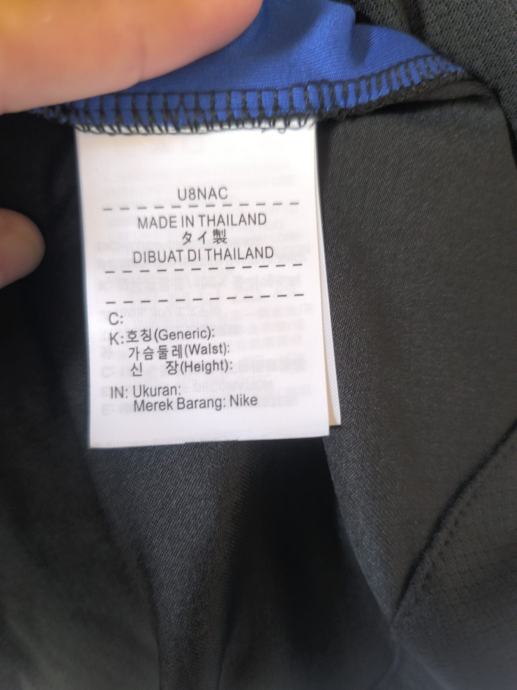 U8NAC
MADE IN THAILAND
タイ製
DIBUAT DI THAILAND
C:
K: 호칭(Generic):
가슴둘레(Walst):
신 장(Height):
IN: Ukuran:
Merek Barang: Nike